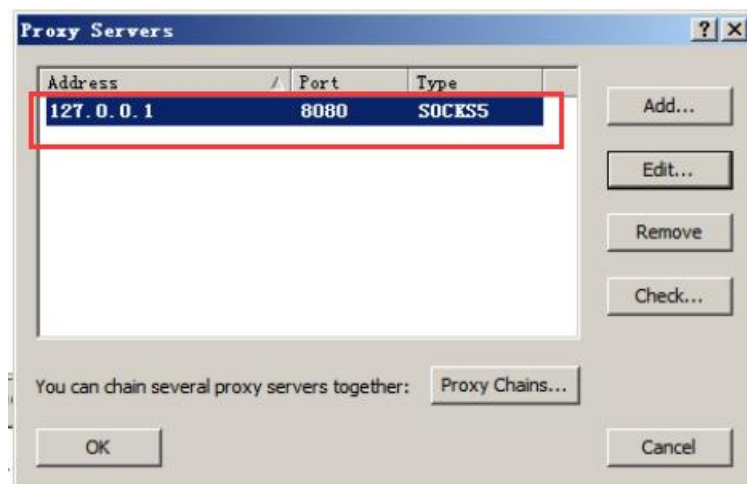 Proxy Servers
Address / Port Type
127.0.0.1 8080 SOCKS5
Add...
Edit...
Remove
Check...
You can chain several proxy servers together: Proxy Chains...
OK Cancel